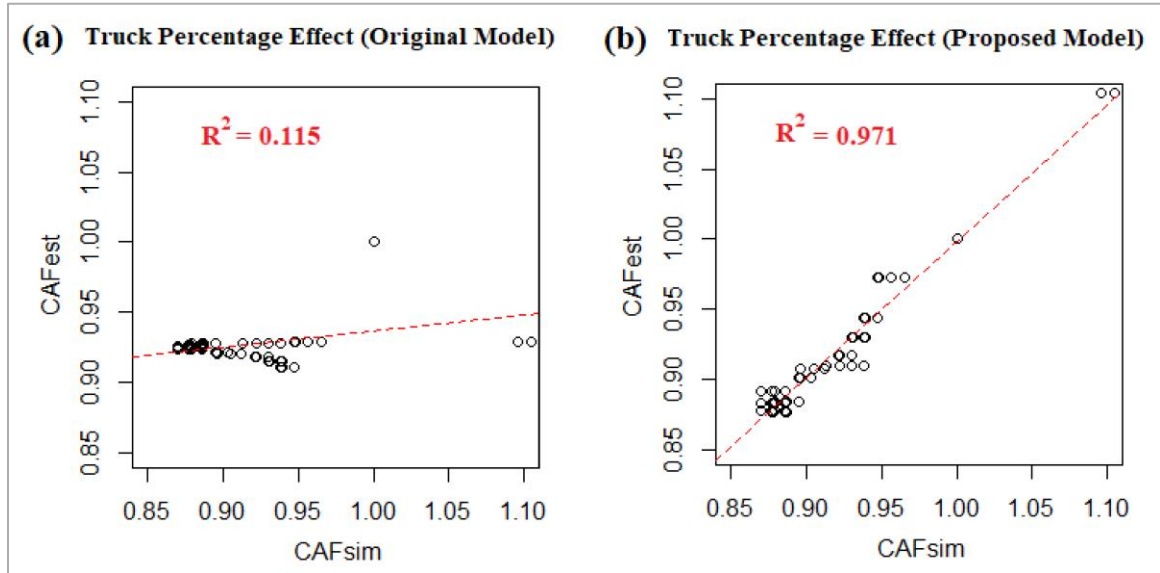 (a) Truck Percentage Effect (Original Model)
R² = 0.115
CAFest
1.10
1.05
1.00
0.95
0.90
0.85
0.85 0.90 0.95 1.00 1.05 1.10
CAFsim
(b) Truck Percentage Effect (Proposed Model)
R² = 0.971
CAFest
1.10
1.05
1.00
0.95
0.90
0.85
0.85 0.90 0.95 1.00 1.05 1.10
CAFsim